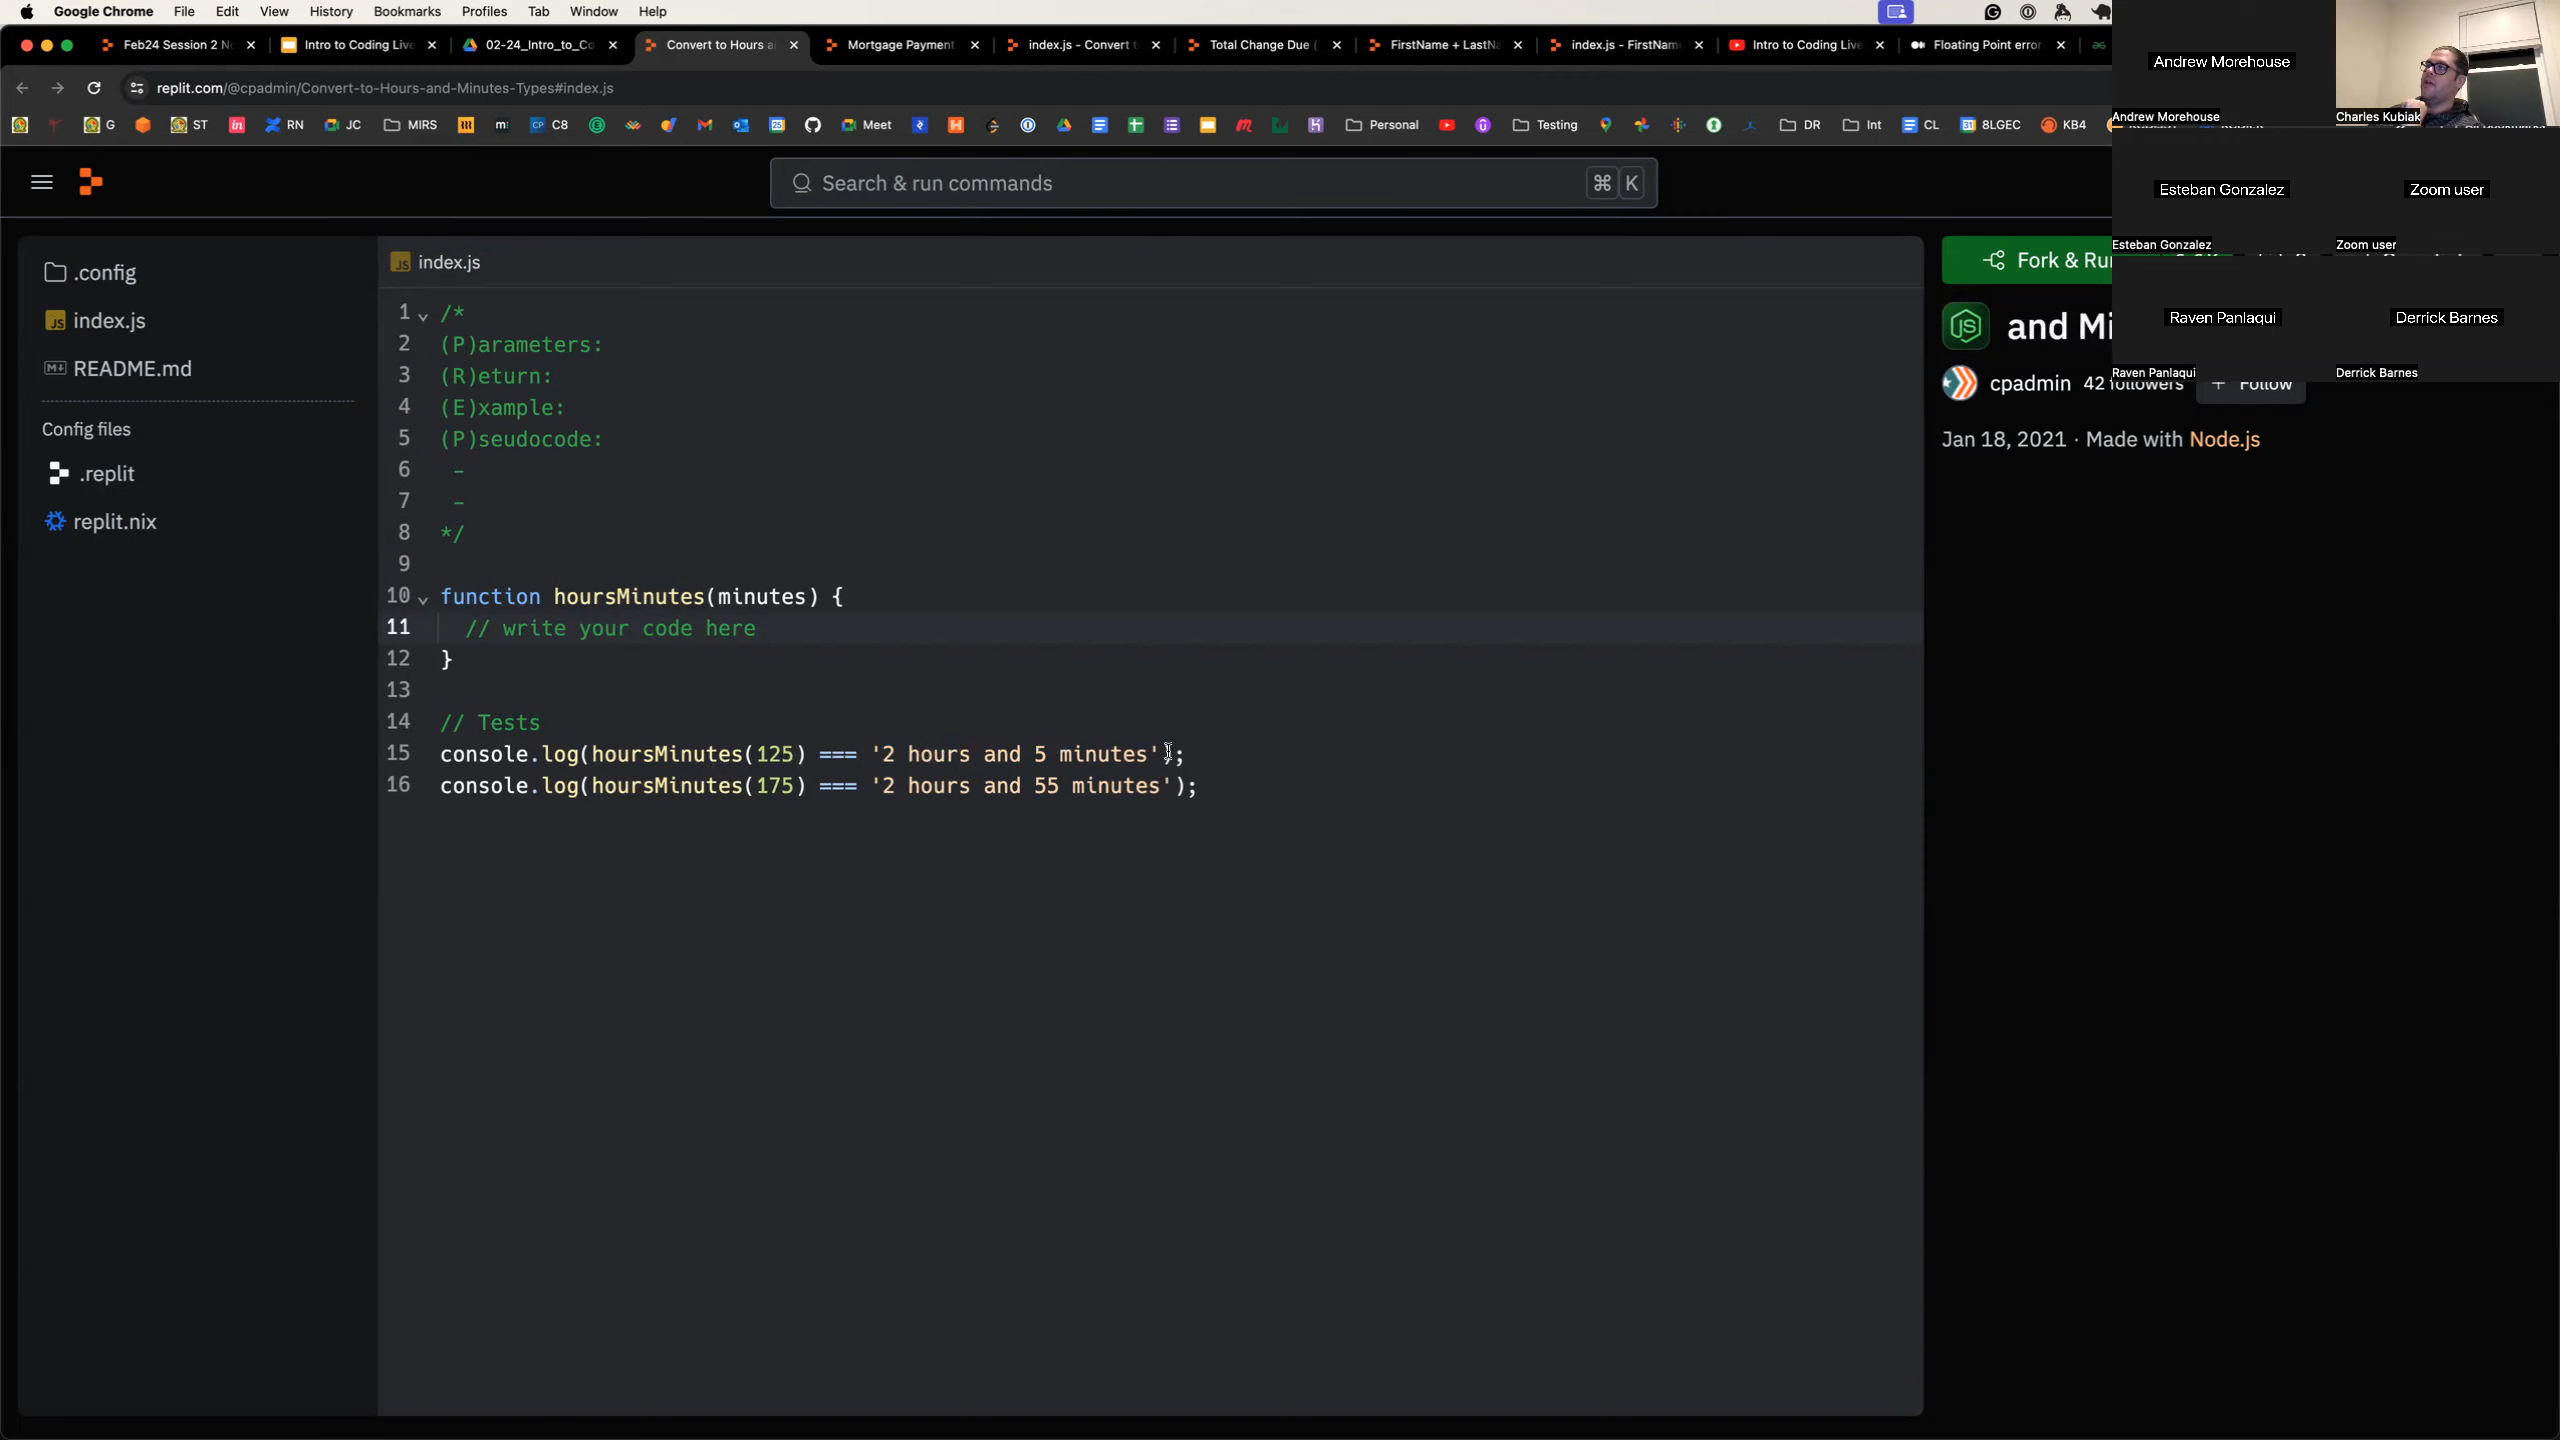 Google Chrome File Edit View History Bookmarks Profiles Tab Window Help
Feb24 Session 2 N
Intro to Coding Live
02-24_Intro_to_Co
Convert to Hours a
Mortgage Payment
index.js - Convert t
Total Change Due (
FirstName + LastNa
index.js - FirstNam
Intro to Coding Live
Floating Point error
replit.com/@cpadmin/Convert-to-Hours-and-Minutes-Types#index.js
G ST RN JC MIRS C8 Meet Personal Testing DR Int CL 8LGEC KB4
Search & run commands ⌘ K
.config
index.js
README.md
Config files
.replit
replit.nix
index.js
1 /*
2 (P)arameters:
3 (R)eturn:
4 (E)xample:
5 (P)seudocode:
6 -
7 -
8 */
9
10 function hoursMinutes(minutes) {
11 // write your code here
12 }
13
14 // Tests
15 console.log(hoursMinutes(125) === '2 hours and 5 minutes');
16 console.log(hoursMinutes(175) === '2 hours and 55 minutes');
Fork & Ru
and Mi
cpadmin 42 followers + Follow
Jan 18, 2021 · Made with Node.js
Andrew Morehouse
Andrew Morehouse
Charles Kubiak
Esteban Gonzalez
Zoom user
Esteban Gonzalez
Zoom user
Raven Panlaqui
Derrick Barnes
Raven Panlaqui
Derrick Barnes